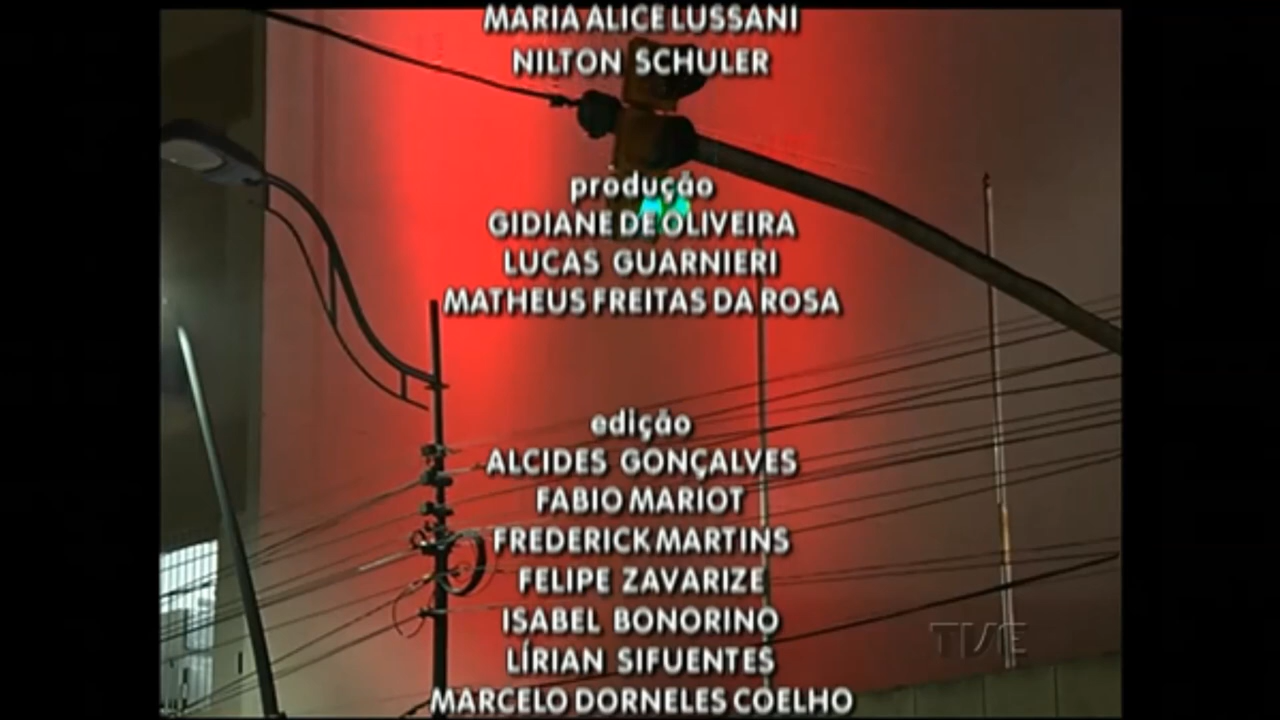 MARIA ALICE LUSSANI
NILTON SCHULER
produção
GIDIANE DE OLIVEIRA
LUCAS GUARNIERI
MATHEUS FREITAS DA ROSA
edição
ALCIDES GONÇALVES
FABIO MARIOT
FREDERICK MARTINS
FELIPE ZAVARIZE
ISABEL BONORINO
LÍRIAN SIFUENTES
MARCELO DORNELES COELHO
TVE